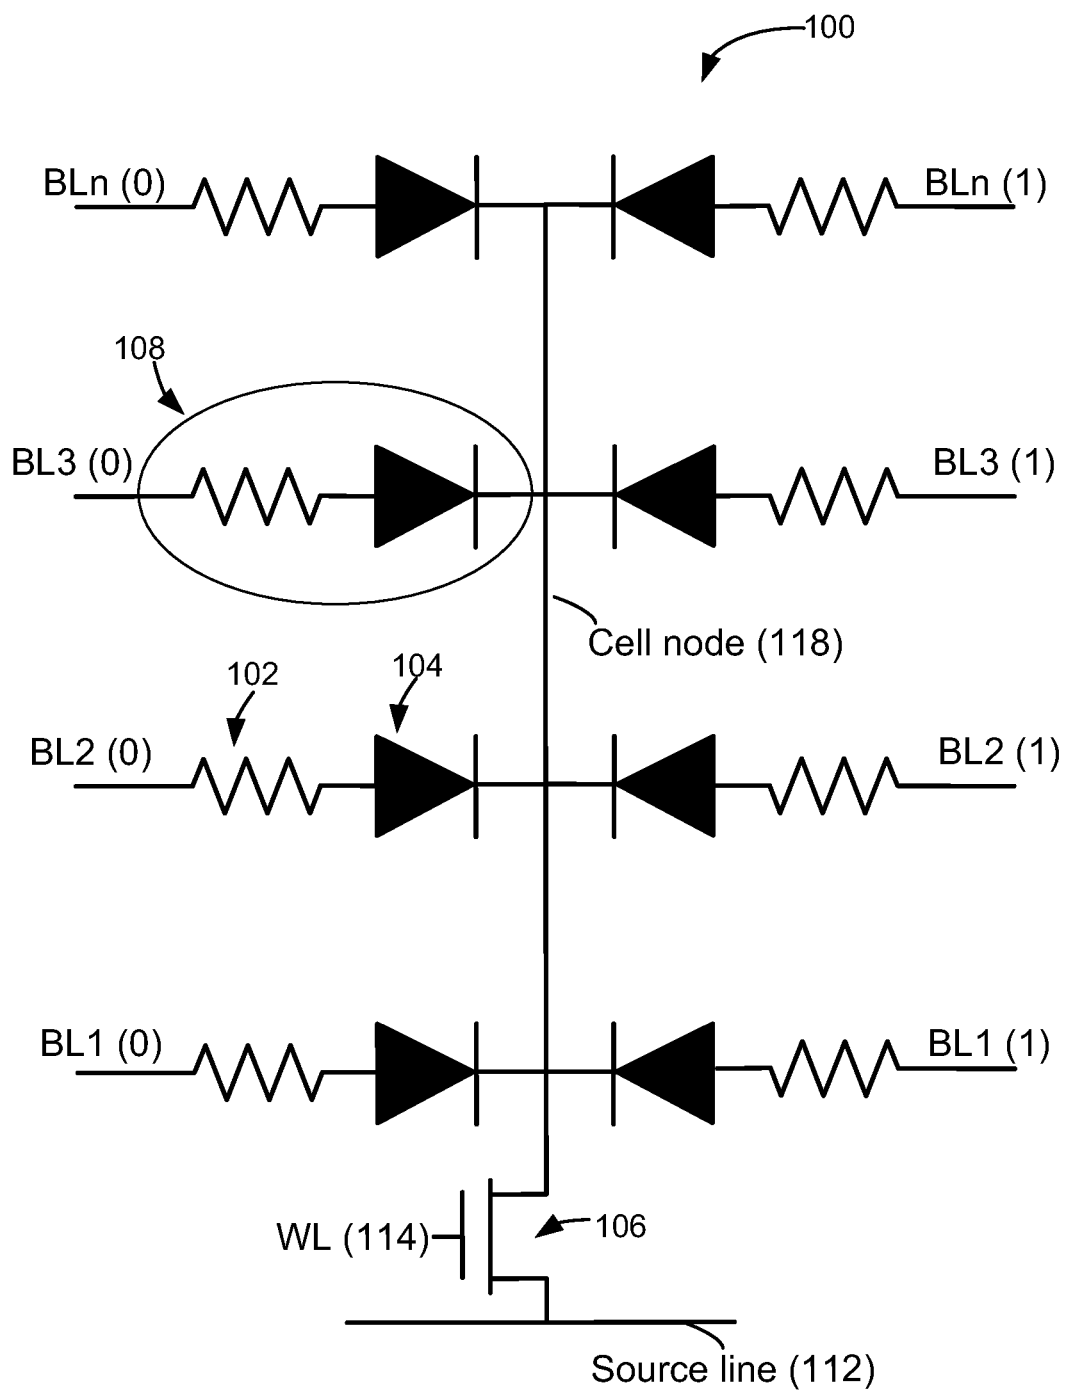 100
BLn (0)
BLn (1)
108
BL3 (0)
BL3 (1)
Cell node (118)
102
104
BL2 (0)
BL2 (1)
BL1 (0)
BL1 (1)
WL (114)
106
Source line (112)